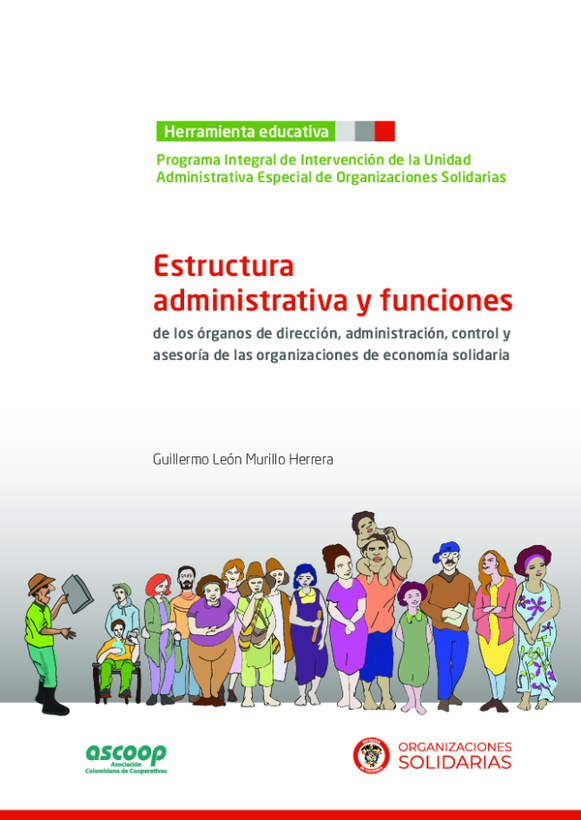 Herramienta educativa
Programa Integral de Intervención de la Unidad
Administrativa Especial de Organizaciones Solidarias
Estructura
administrativa y funciones
de los órganos de dirección, administración, control y
asesoría de las organizaciones de economía solidaria
Guillermo León Murillo Herrera
ascoop
Asociación
Colombiana de Cooperativas
ORGANIZACIONES
SOLIDARIAS